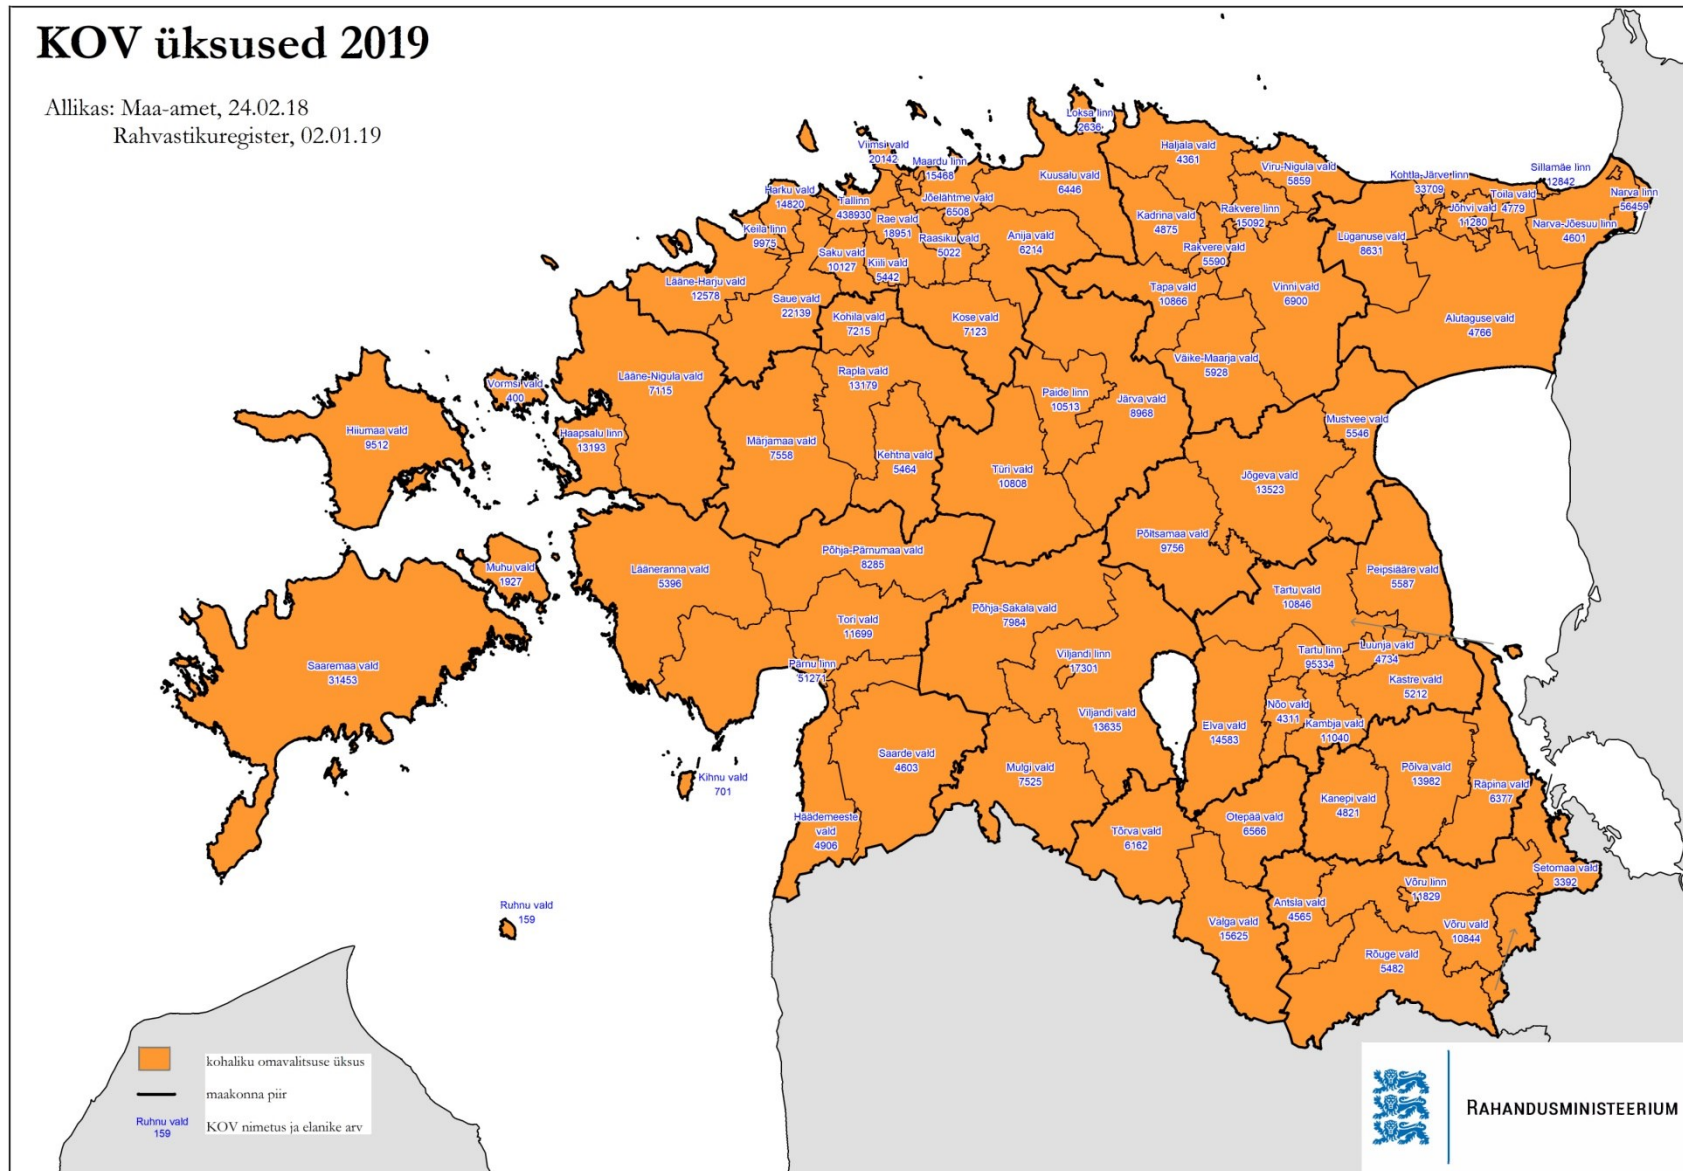 KOV üksused 2019
Allikas: Maa-amet, 24.02.18
Rahvastikuregister, 02.01.19
Loksa linn
2636
Viimsi vald
20142
Maardu linn
15468
Haljala vald
4361
Viru-Nigula vald
5859
Kuusalu vald
6446
Kohtla-Järve linn
33709
Sillamäe linn
12842
Toila vald
4779
Narva linn
56459
Harku vald
14820
Tallinn
438930
Jõelähtme vald
6508
Jõhvi vald
11280
Narva-Jõesuu linn
4601
Rae vald
18951
Kadrina vald
4875
Rakvere linn
15092
Keila linn
9975
Raasiku vald
5022
Anija vald
6214
Lüganuse vald
8631
Saku vald
10127
Kiili vald
5442
Rakvere vald
5590
Lääne-Harju vald
12578
Tapa vald
10866
Vinni vald
6900
Saue vald
22139
Kohila vald
7215
Kose vald
7123
Alutaguse vald
4766
Väike-Maarja vald
5928
Rapla vald
13179
Lääne-Nigula vald
7115
Vormsi vald
400
Paide linn
10513
Järva vald
8968
Mustvee vald
5546
Hiiumaa vald
9512
Haapsalu linn
13193
Märjamaa vald
7558
Kehtna vald
5464
Türi vald
10808
Jõgeva vald
13523
Põltsamaa vald
9756
Põhja-Pärnumaa vald
8285
Muhu vald
1927
Lääneranna vald
5396
Peipsiääre vald
5587
Tartu vald
10846
Põhja-Sakala vald
7984
Tori vald
11699
Luunja vald
4734
Tartu linn
95334
Viljandi linn
17301
Saaremaa vald
31453
Pärnu linn
51271
Kastre vald
5212
Nõo vald
4311
Viljandi vald
13635
Elva vald
14583
Kambja vald
11040
Saarde vald
4603
Mulgi vald
7525
Põlva vald
13982
Kihnu vald
701
Räpina vald
6377
Kanepi vald
4821
Häädemeeste
vald
4906
Otepää vald
6566
Tõrva vald
6162
Setomaa vald
3392
Võru linn
11829
Antsla vald
4565
Ruhnu vald
159
Valga vald
15625
Võru vald
10844
Rõuge vald
5482
kohaliku omavalitsuse üksus
maakonna piir
Ruhnu vald
159
KOV nimetus ja elanike arv
RAHANDUSMINISTEERIUM